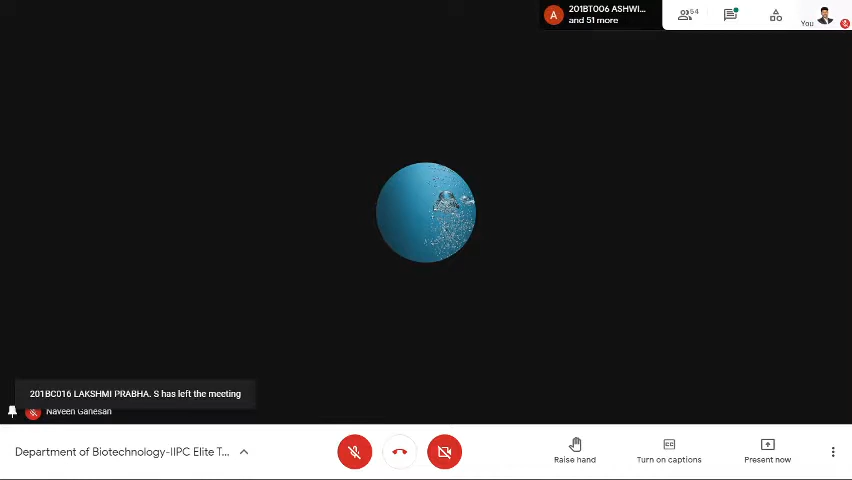 A 201BT006 ASHWI...
and 51 more
54
You
201BC016 LAKSHMI PRABHA. S has left the meeting
Naveen Ganesan
Department of Biotechnology-IIPC Elite T...
CC
Raise hand
Turn on captions
Present now